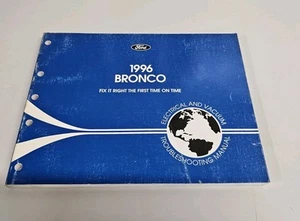 Ford
1996
BRONCO
FIX IT RIGHT THE FIRST TIME ON TIME
ELECTRICAL AND VACUUM
TROUBLESHOOTING MANUAL